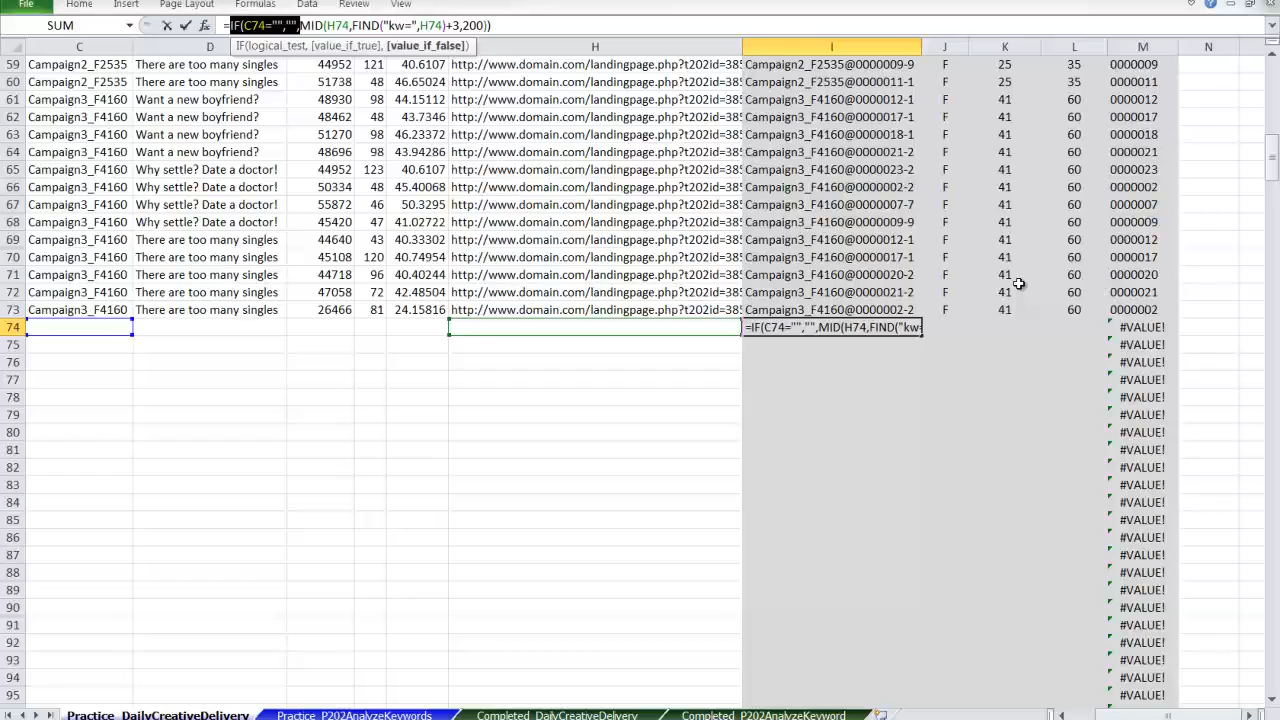 File Home Insert Page Layout Formulas Data Review View
SUM fx =IF(C74="","",MID(H74,FIND("kw=",H74)+3,200))
IF(logical_test, [value_if_true], [value_if_false])
C D H I J K L M N O
59 Campaign2_F2535 There are too many singles 44952 121 40.6107 http://www.domain.com/landingpage.php?t202id=385 Campaign2_F2535@0000009-9 F 25 35 0000009
60 Campaign2_F2535 There are too many singles 51738 48 46.65024 http://www.domain.com/landingpage.php?t202id=385 Campaign2_F2535@0000011-1 F 25 35 0000011
61 Campaign3_F4160 Want a new boyfriend? 48930 98 44.15112 http://www.domain.com/landingpage.php?t202id=385 Campaign3_F4160@0000012-1 F 41 60 0000012
62 Campaign3_F4160 Want a new boyfriend? 48462 48 43.7346 http://www.domain.com/landingpage.php?t202id=385 Campaign3_F4160@0000017-1 F 41 60 0000017
63 Campaign3_F4160 Want a new boyfriend? 51270 98 46.23372 http://www.domain.com/landingpage.php?t202id=385 Campaign3_F4160@0000018-1 F 41 60 0000018
64 Campaign3_F4160 Want a new boyfriend? 48696 98 43.94286 http://www.domain.com/landingpage.php?t202id=385 Campaign3_F4160@0000021-2 F 41 60 0000021
65 Campaign3_F4160 Why settle? Date a doctor! 44952 123 40.6107 http://www.domain.com/landingpage.php?t202id=385 Campaign3_F4160@0000023-2 F 41 60 0000023
66 Campaign3_F4160 Why settle? Date a doctor! 50334 48 45.40068 http://www.domain.com/landingpage.php?t202id=385 Campaign3_F4160@0000002-2 F 41 60 0000002
67 Campaign3_F4160 Why settle? Date a doctor! 55872 46 50.3295 http://www.domain.com/landingpage.php?t202id=385 Campaign3_F4160@0000007-7 F 41 60 0000007
68 Campaign3_F4160 Why settle? Date a doctor! 45420 47 41.02722 http://www.domain.com/landingpage.php?t202id=385 Campaign3_F4160@0000009-9 F 41 60 0000009
69 Campaign3_F4160 There are too many singles 44640 43 40.33302 http://www.domain.com/landingpage.php?t202id=385 Campaign3_F4160@0000012-1 F 41 60 0000012
70 Campaign3_F4160 There are too many singles 45108 120 40.74954 http://www.domain.com/landingpage.php?t202id=385 Campaign3_F4160@0000017-1 F 41 60 0000017
71 Campaign3_F4160 There are too many singles 44718 96 40.40244 http://www.domain.com/landingpage.php?t202id=385 Campaign3_F4160@0000020-2 F 41 60 0000020
72 Campaign3_F4160 There are too many singles 47058 72 42.48504 http://www.domain.com/landingpage.php?t202id=385 Campaign3_F4160@0000021-2 F 41 60 0000021
73 Campaign3_F4160 There are too many singles 26466 81 24.15816 http://www.domain.com/landingpage.php?t202id=385 Campaign3_F4160@0000002-2 F 41 60 0000002
74 =IF(C74="","",MID(H74,FIND("kw= #VALUE!
75 #VALUE!
76 #VALUE!
77 #VALUE!
78 #VALUE!
79 #VALUE!
80 #VALUE!
81 #VALUE!
82 #VALUE!
83 #VALUE!
84 #VALUE!
85 #VALUE!
86 #VALUE!
87 #VALUE!
88 #VALUE!
89 #VALUE!
90 #VALUE!
91 #VALUE!
92 #VALUE!
93 #VALUE!
94 #VALUE!
95 #VALUE!
Practice_DailyCreativeDelivery Practice_P202AnalyzeKeywords Completed_DailyCreativeDelivery Completed_P202AnalyzeKeyword